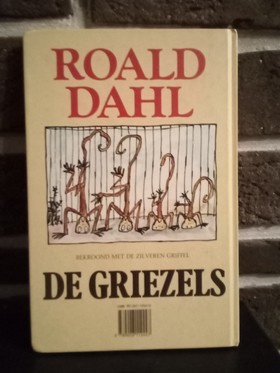 ROALD
DAHL
BEKROOND MET DE ZILVEREN GRIFFEL
DE GRIEZELS